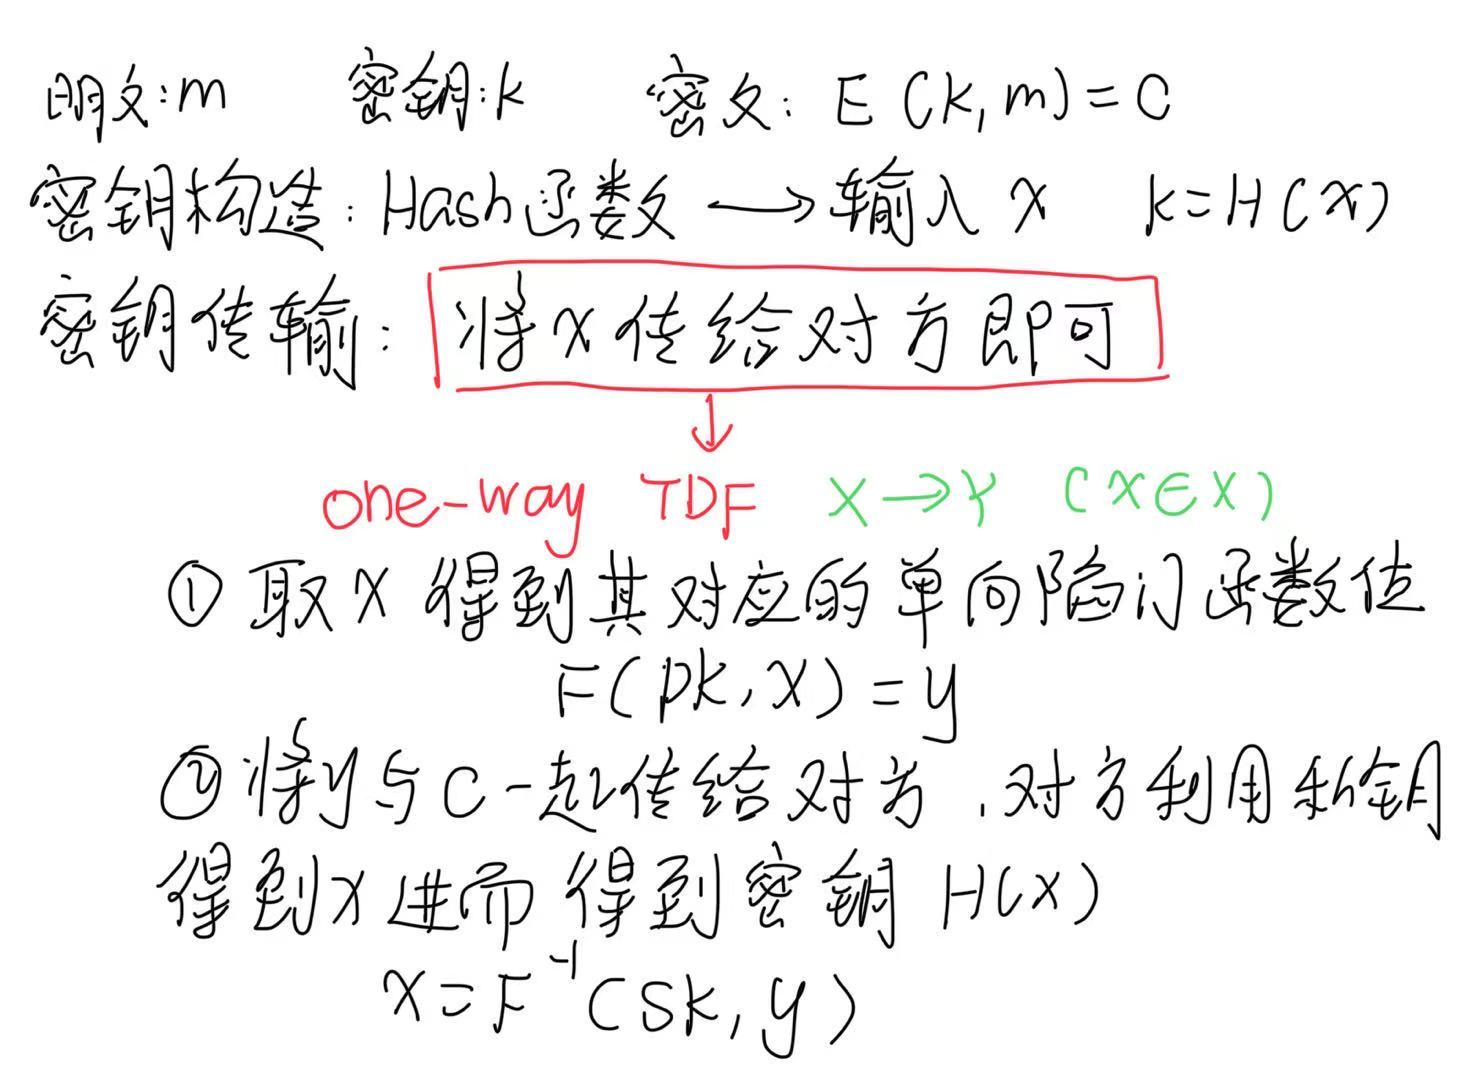 明文:m 密钥:k 密文: E(k,m)=C
密钥构造:Hash函数→输入x k=H(x)
密钥传输: 将x传给对方即可
↓
one-way TDF X→Y (x∈X)
① 取x得到其对应的单向陷门函数值
F(pk,x)=y
② 将y与C一起传给对方,对方利用私钥
得到x进而得到密钥H(x)
x=F⁻¹(sk,y)